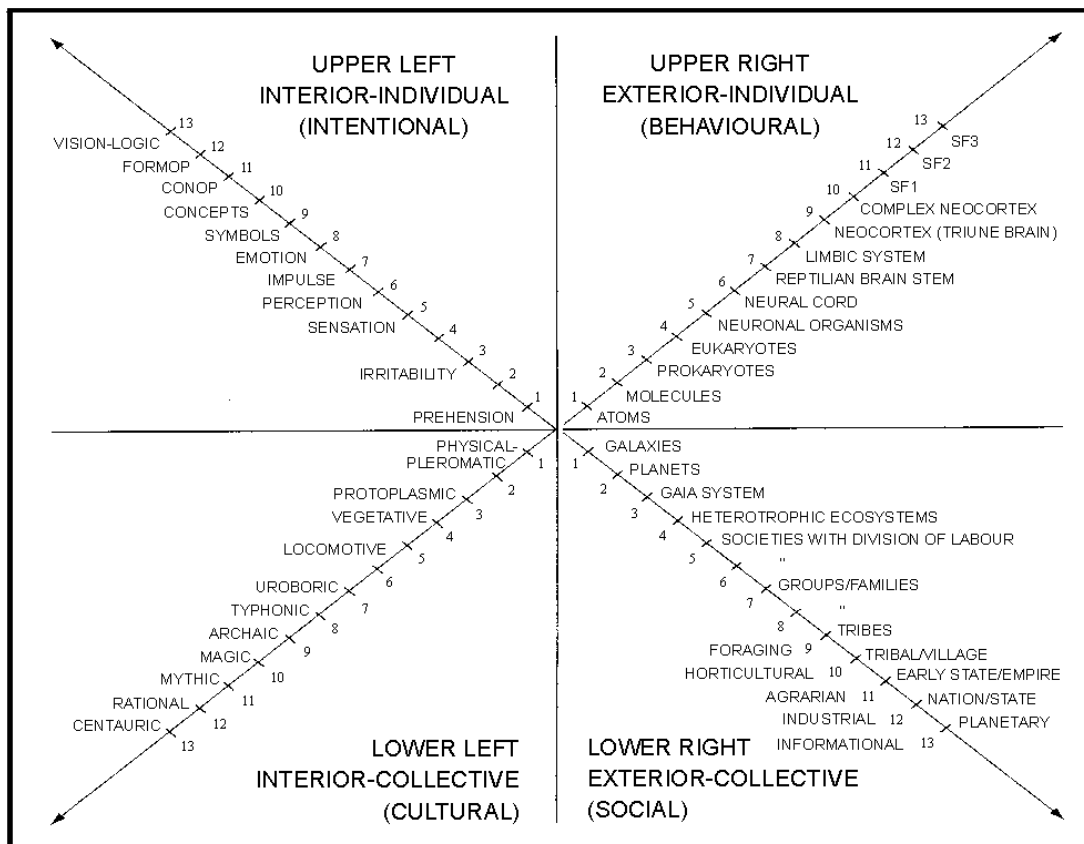 UPPER LEFT
INTERIOR-INDIVIDUAL
(INTENTIONAL)
13
VISION-LOGIC
12
FORMOP
11
CONOP
10
CONCEPTS
9
SYMBOLS
8
EMOTION
7
IMPULSE
6
PERCEPTION
5
SENSATION
4
3
IRRITABILITY
2
1
PREHENSION
UPPER RIGHT
EXTERIOR-INDIVIDUAL
(BEHAVIOURAL)
13
SF3
12
SF2
11
SF1
10
COMPLEX NEOCORTEX
9
NEOCORTEX (TRIUNE BRAIN)
8
LIMBIC SYSTEM
7
REPTILIAN BRAIN STEM
6
NEURAL CORD
5
NEURONAL ORGANISMS
4
EUKARYOTES
3
PROKARYOTES
2
MOLECULES
1
ATOMS
PHYSICAL-
PLEROMATIC
1
2
PROTOPLASMIC
3
VEGETATIVE
4
LOCOMOTIVE
5
6
UROBORIC
7
TYPHONIC
8
ARCHAIC
9
MAGIC
10
MYTHIC
11
RATIONAL
12
CENTAURIC
13
LOWER LEFT
INTERIOR-COLLECTIVE
(CULTURAL)
GALAXIES
1
PLANETS
2
GAIA SYSTEM
3
HETEROTROPHIC ECOSYSTEMS
4
SOCIETIES WITH DIVISION OF LABOUR
5
"
6
GROUPS/FAMILIES
7
"
8
TRIBES
FORAGING 9
TRIBAL/VILLAGE
HORTICULTURAL 10
EARLY STATE/EMPIRE
AGRARIAN 11
NATION/STATE
INDUSTRIAL 12
PLANETARY
INFORMATIONAL 13
LOWER RIGHT
EXTERIOR-COLLECTIVE
(SOCIAL)